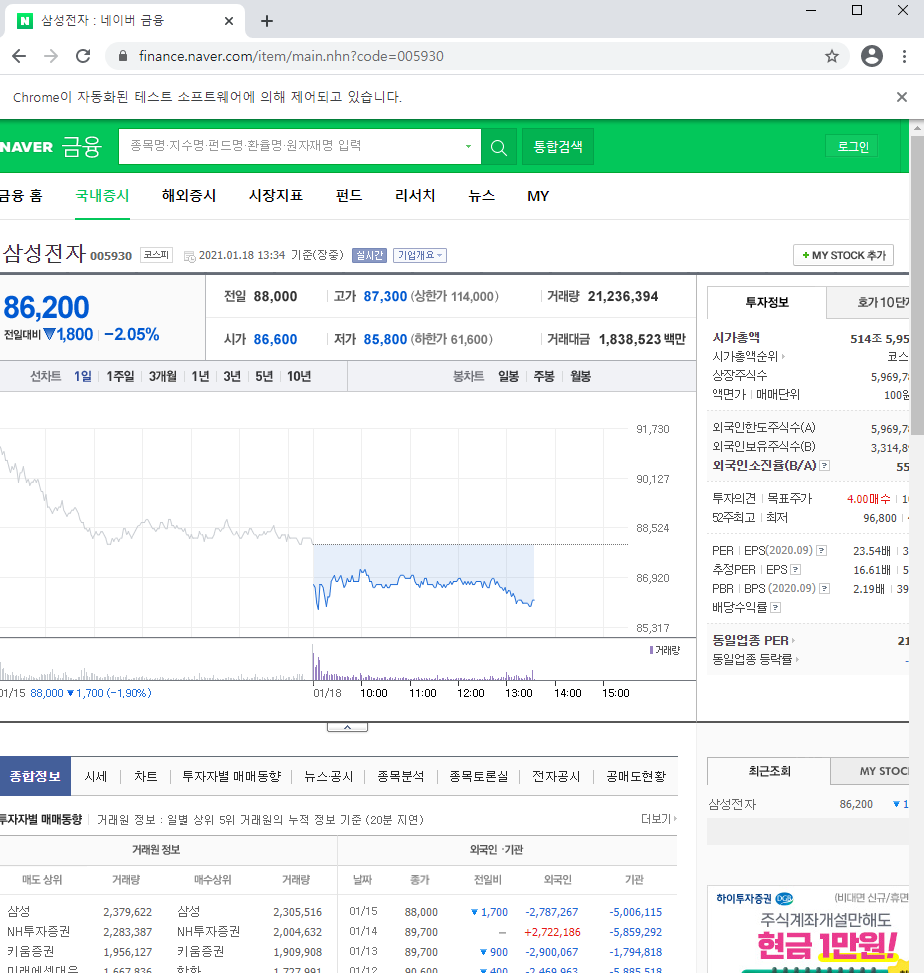 삼성전자 : 네이버 금융
finance.naver.com/item/main.nhn?code=005930
Chrome이 자동화된 테스트 소프트웨어에 의해 제어되고 있습니다.
NAVER 금융 종목명·지수명·펀드명·환율명·원자재명 입력 통합검색 로그인
금융 홈 국내증시 해외증시 시장지표 펀드 리서치 뉴스 MY
삼성전자 005930 코스피 2021.01.18 13:34 기준(장중) 실시간 기업개요 + MY STOCK 추가
86,200
전일대비 ▼1,800 −2.05%
전일 88,000 고가 87,300 (상한가 114,000) 거래량 21,236,394
시가 86,600 저가 85,800 (하한가 61,600) 거래대금 1,838,523 백만
선차트 1일 1주일 3개월 1년 3년 5년 10년 봉차트 일봉 주봉 월봉
91,730
90,127
88,524
86,920
85,317
거래량
01/15 88,000 ▼1,700 (−1.90%) 01/18 10:00 11:00 12:00 13:00 14:00 15:00
투자정보 호가 10단
시가총액 514조 5,95
시가총액순위 코스
상장주식수 5,969,78
액면가 | 매매단위 100원
외국인한도주식수(A) 5,969,78
외국인보유주식수(B) 3,314,89
외국인소진율(B/A) ? 55
투자의견 | 목표주가 4.00매수 | 1
52주최고 | 최저 96,800
PER | EPS(2020.09) ? 23.54배 | 3
추정PER | EPS ? 16.61배 | 5
PBR | BPS (2020.09) ? 2.19배 | 39
배당수익률 ?
동일업종 PER 21
동일업종 등락률 -
종합정보 시세 차트 투자자별 매매동향 뉴스·공시 종목분석 종목토론실 전자공시 공매도현황
투자자별 매매동향 거래원 정보 : 일별 상위 5위 거래원의 누적 정보 기준 (20분 지연) 더보기
거래원 정보 외국인·기관
매도 상위 거래량 매수상위 거래량 날짜 종가 전일비 외국인 기관
삼성 2,379,622 삼성 2,305,516 01/15 88,000 ▼1,700 -2,787,267 -5,006,115
NH투자증권 2,283,387 NH투자증권 2,004,632 01/14 89,700 – +2,722,186 -5,859,292
키움증권 1,956,127 키움증권 1,909,908 01/13 89,700 ▼900 -2,900,067 -1,794,818
미래에셋대우 1,667,836 한화 1,727,991 01/12 90,600 ▼400 -2,469,963 -5,885,518
최근조회 MY STOC
삼성전자 86,200 ▼1
하이투자증권 DGB (비대면 신규/휴면
주식계좌개설만해도
현금 1만원!